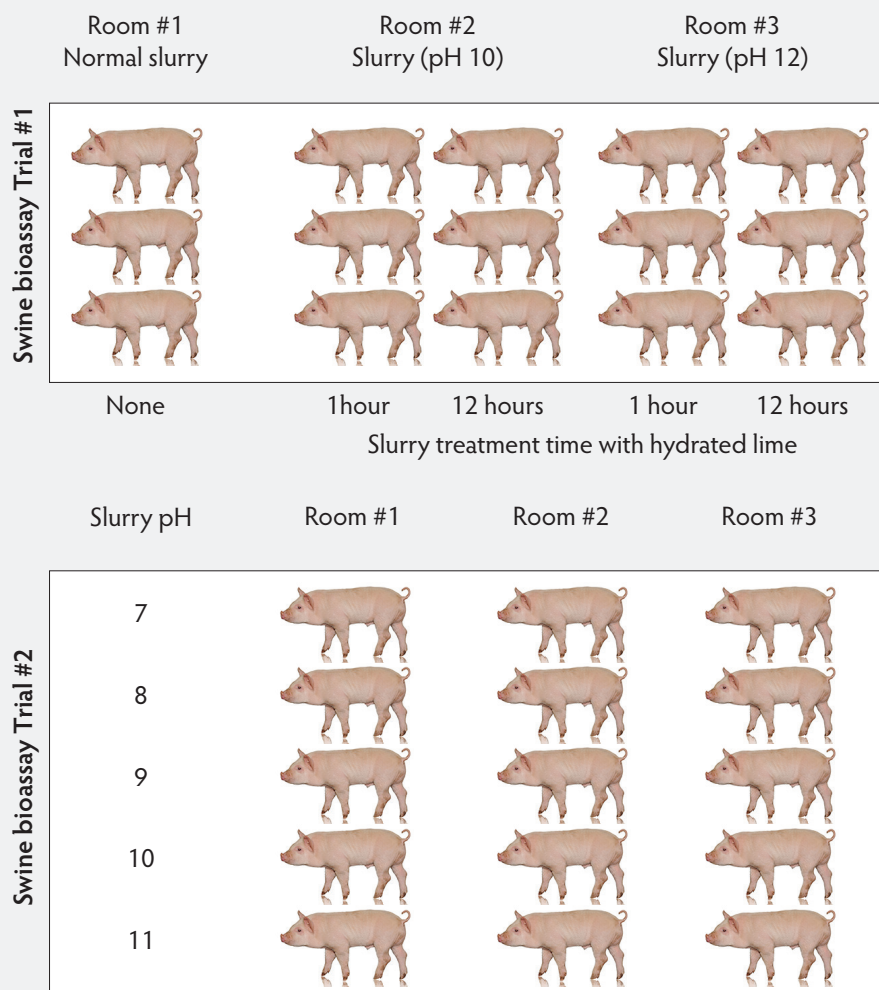 Room #1
Normal slurry
Room #2
Slurry (pH 10)
Room #3
Slurry (pH 12)
Swine bioassay Trial #1
None
1hour
12 hours
1 hour
12 hours
Slurry treatment time with hydrated lime
Slurry pH
Room #1
Room #2
Room #3
Swine bioassay Trial #2
7
8
9
10
11